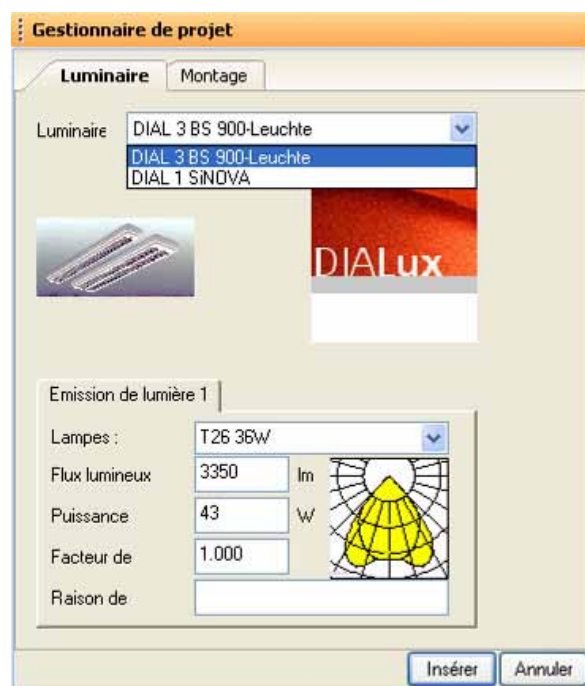 Gestionnaire de projet
Luminaire Montage
Luminaire DIAL 3 BS 900-Leuchte
DIAL 3 BS 900-Leuchte
DIAL 1 SiNOVA
DIALux
Emission de lumière 1
Lampes : T26 36W
Flux lumineux 3350 lm
Puissance 43 W
Facteur de 1.000
Raison de
Insérer Annuler